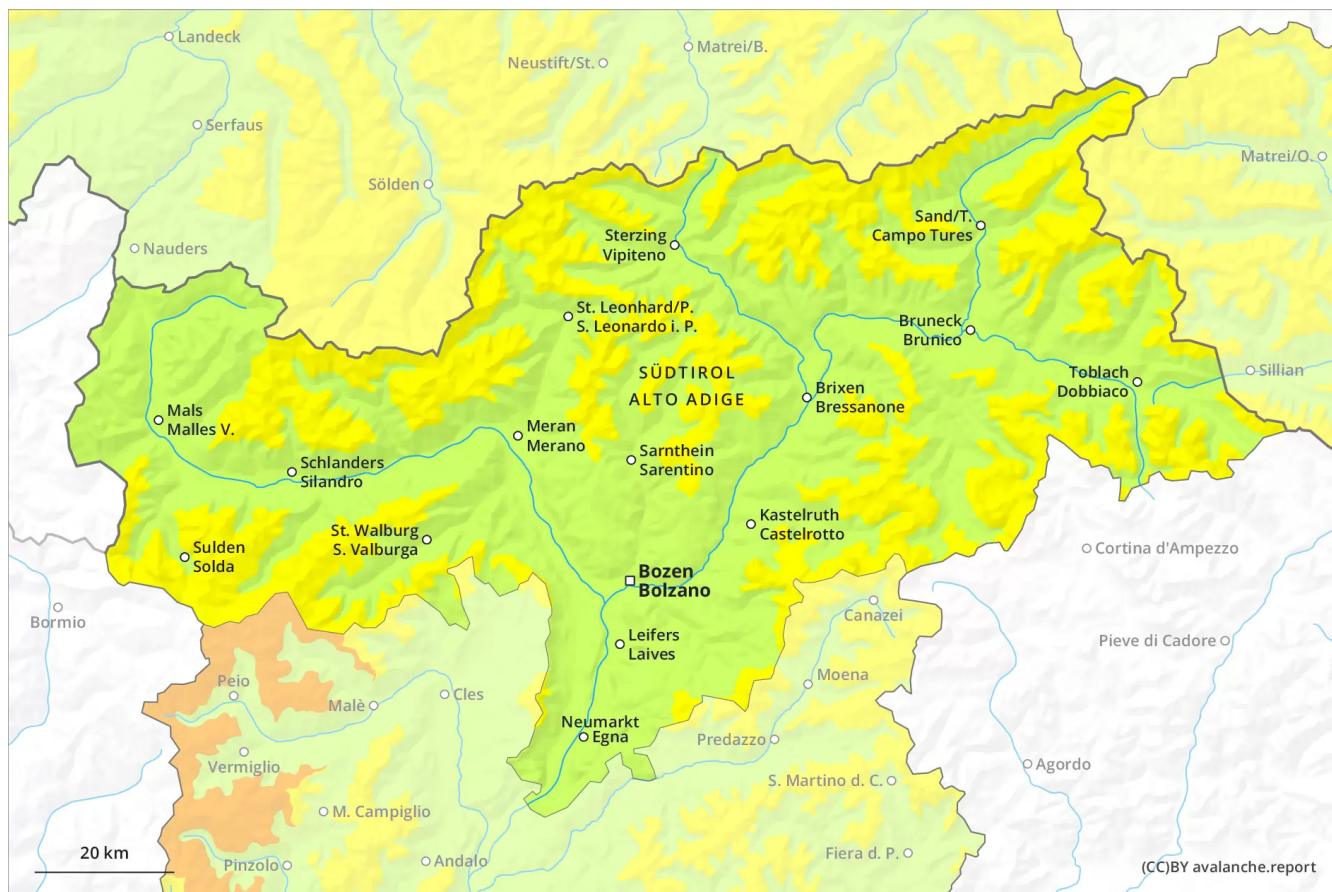 Landeck
Matrei/B.
Neustift/St.
Serfaus
Matrei/O.
Sölden
Sand/T.
Campo Tures
Sterzing
Vipiteno
Nauders
St. Leonhard/P.
S. Leonardo i. P.
Bruneck
Brunico
SÜDTIROL
ALTO ADIGE
Toblach
Dobbiaco
Sillian
Brixen
Bressanone
Mals
Malles V.
Meran
Merano
Sarnthein
Sarentino
Schlanders
Silandro
Kastelruth
Castelrotto
St. Walburg
S. Valburga
Sulden
Solda
Cortina d'Ampezzo
Bozen
Bolzano
Bormio
Canazei
Leifers
Laives
Pieve di Cadore
Peio
Moena
Cles
Malè
Neumarkt
Egna
Predazzo
Vermiglio
Agordo
S. Martino d. C.
M. Campiglio
20 km
Pinzolo
Andalo
Fiera d. P.
(CC)BY avalanche.report